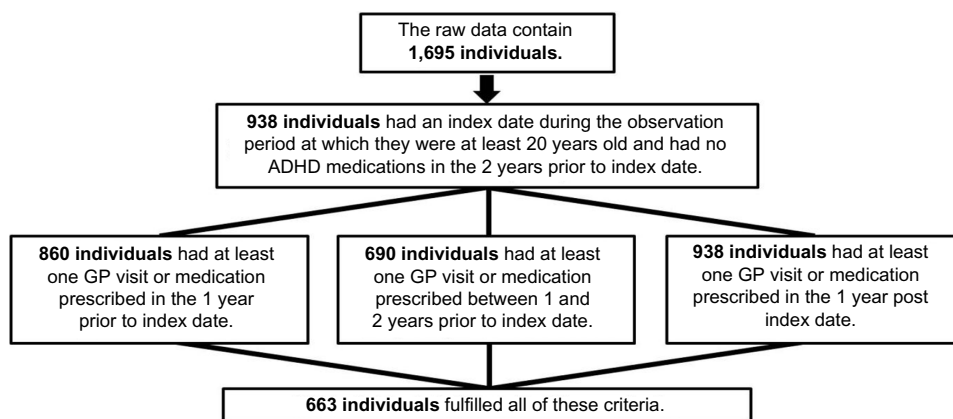 The raw data contain
1,695 individuals.
938 individuals had an index date during the observation
period at which they were at least 20 years old and had no
ADHD medications in the 2 years prior to index date.
860 individuals had at least
one GP visit or medication
prescribed in the 1 year
prior to index date.
690 individuals had at least
one GP visit or medication
prescribed between 1 and
2 years prior to index date.
938 individuals had at least
one GP visit or medication
prescribed in the 1 year post
index date.
663 individuals fulfilled all of these criteria.